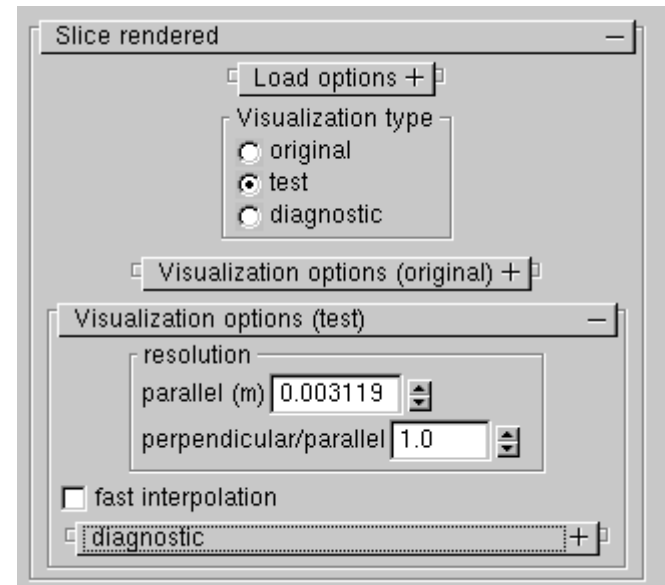 Slice rendered
Load options +
Visualization type
original
test
diagnostic
Visualization options (original) +
Visualization options (test)
resolution
parallel (m) 0.003119
perpendicular/parallel 1.0
fast interpolation
diagnostic +